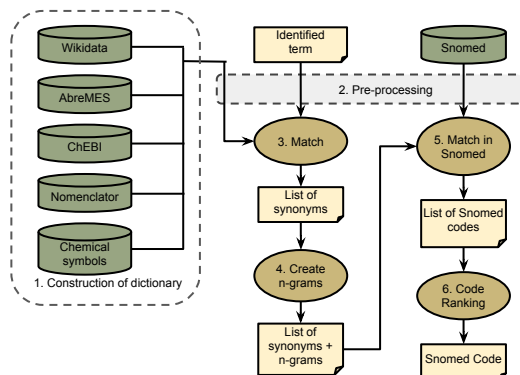 Wikidata
AbreMES
ChEBI
Nomenclator
Chemical
symbols
1. Construction of dictionary
Identified
term
Snomed
2. Pre-processing
3. Match
List of
synonyms
4. Create
n-grams
List of
synonyms +
n-grams
5. Match in
Snomed
List of Snomed
codes
6. Code
Ranking
Snomed Code